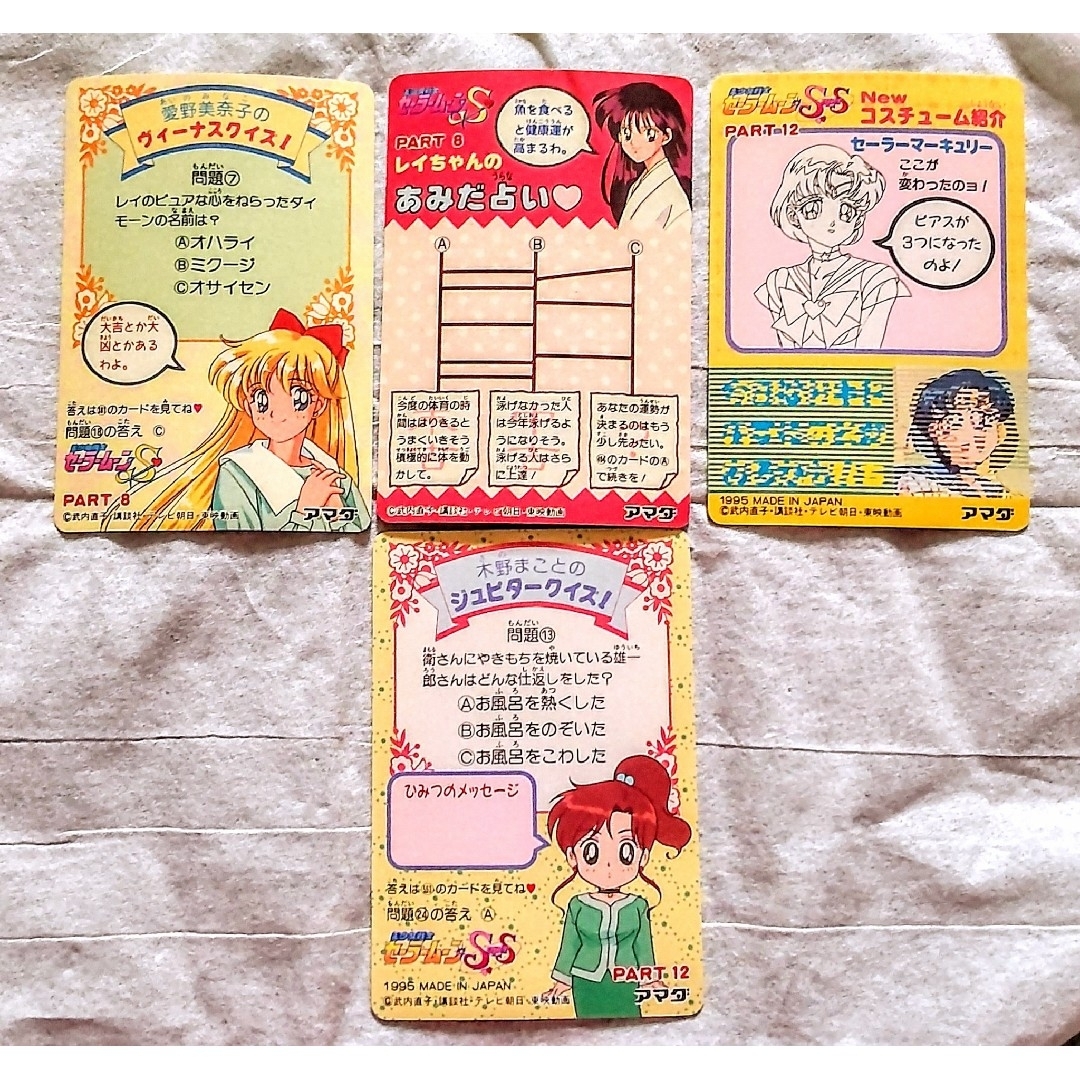 愛野美奈子の
ヴィーナスクイズ!
問題⑦
レイのピュアな心をねらったダイ
モーンの名前は?
Ⓐオハライ
Ⓑミクージ
Ⓒオサイセン
大吉とか大
凶とかある
わよ。
のカードを見てね♥
問題⑱の答え Ⓒ
セーラームーンS
PART 8
©武内直子・講談社・テレビ朝日・東映動画
アマダ
セーラームーンS
PART 8
レイちゃんの
あみだ占い♡
魚を食べる
と健康運が
高まるわ。
Ⓐ Ⓑ Ⓒ
今度の体育の時
間ははりきると
うまくいきそう
積極的に体を動
かして。
泳げなかった人
は今年泳げるよ
うになりそう。
泳げる人はさら
に上達!
あなたの運勢が
決まるのはもう
少し先みたい。
のカードのⒶ
で続きを!
©武内直子・講談社・テレビ朝日・東映動画
アマダ
セーラームーンSuperS
New
コスチューム紹介
PART 12
セーラーマーキュリー
ここが
変わったのヨ!
ピアスが
3つになった
のよ!
1995 MADE IN JAPAN
©武内直子・講談社・テレビ朝日・東映動画
アマダ
木野まことの
ジュピタークイズ!
問題⑬
衛さんにやきもちを焼いている雄一
郎さんはどんな仕返しをした?
Ⓐお風呂を熱くした
Ⓑお風呂をのぞいた
Ⓒお風呂をこわした
ひみつのメッセージ
のカードを見てね♥
問題㉔の答え Ⓐ
セーラームーンSuperS
PART 12
1995 MADE IN JAPAN
©武内直子・講談社・テレビ朝日・東映動画
アマダ